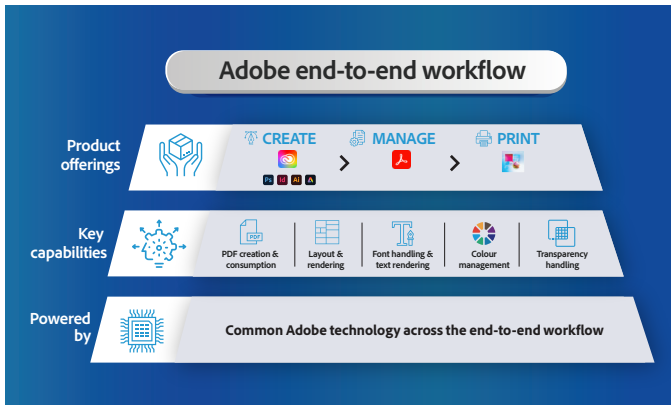 Adobe end-to-end workflow
Product
offerings
CREATE
MANAGE
PRINT
Ps Id Ai
Key
capabilities
PDF
PDF creation &
consumption
Layout &
rendering
Font handling &
text rendering
Colour
management
Transparency
handling
Powered
by
Common Adobe technology across the end-to-end workflow